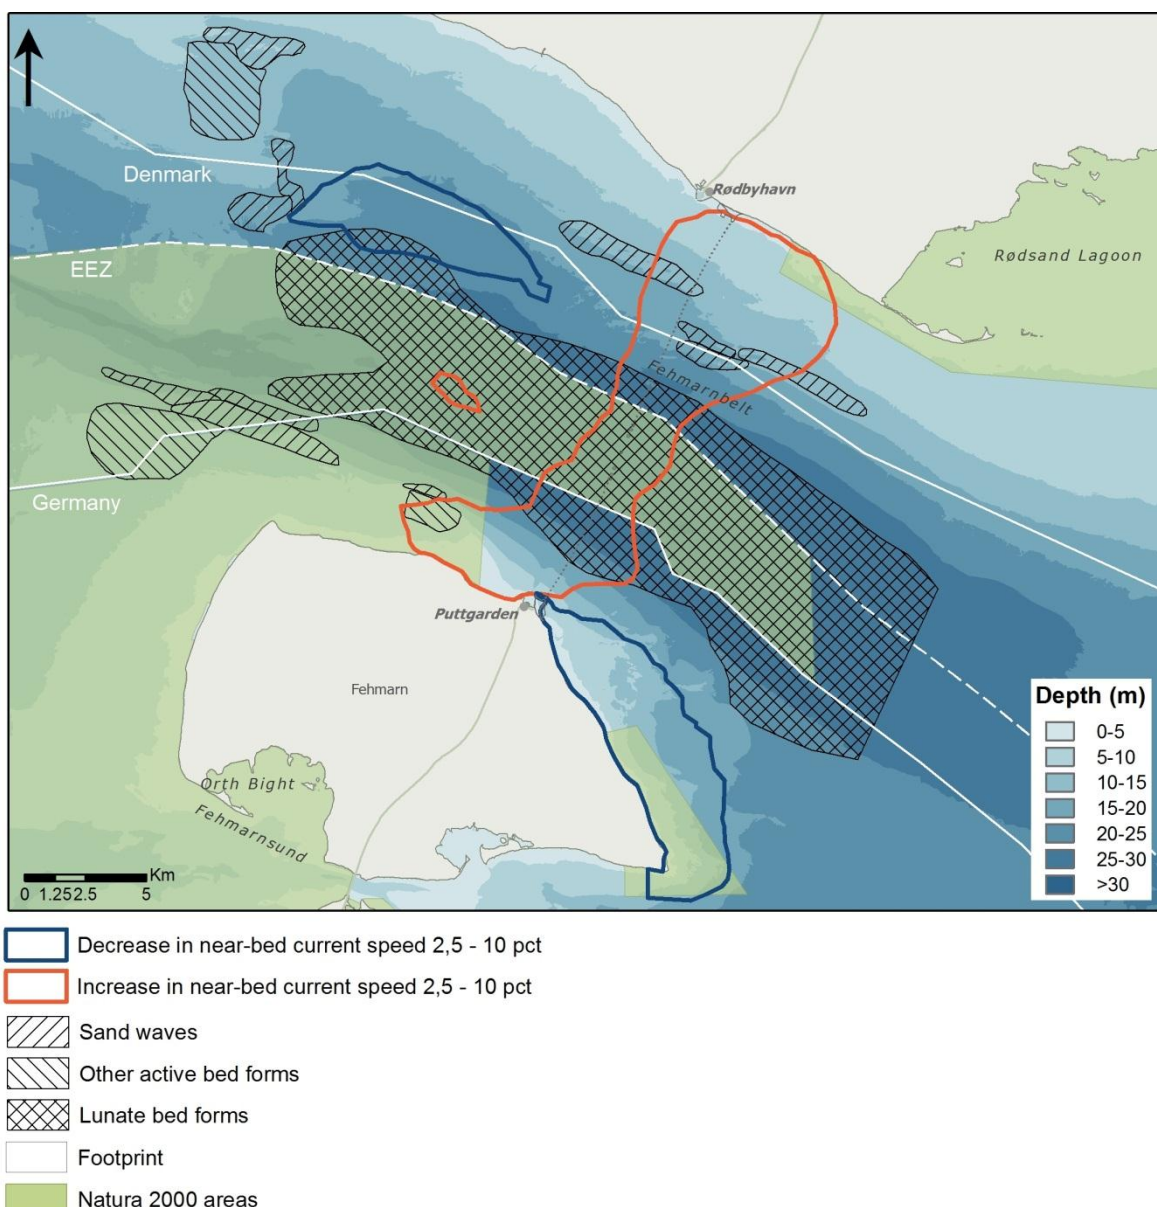 Denmark
Rødbyhavn
Rødsand Lagoon
EEZ
Fehmarnbelt
Germany
Puttgarden
Fehmarn
Orth Bight
Fehmarnsund
Km
0 1.25 2.5 5
Depth (m)
0-5
5-10
10-15
15-20
20-25
25-30
>30
Decrease in near-bed current speed 2,5 - 10 pct
Increase in near-bed current speed 2,5 - 10 pct
Sand waves
Other active bed forms
Lunate bed forms
Footprint
Natura 2000 areas